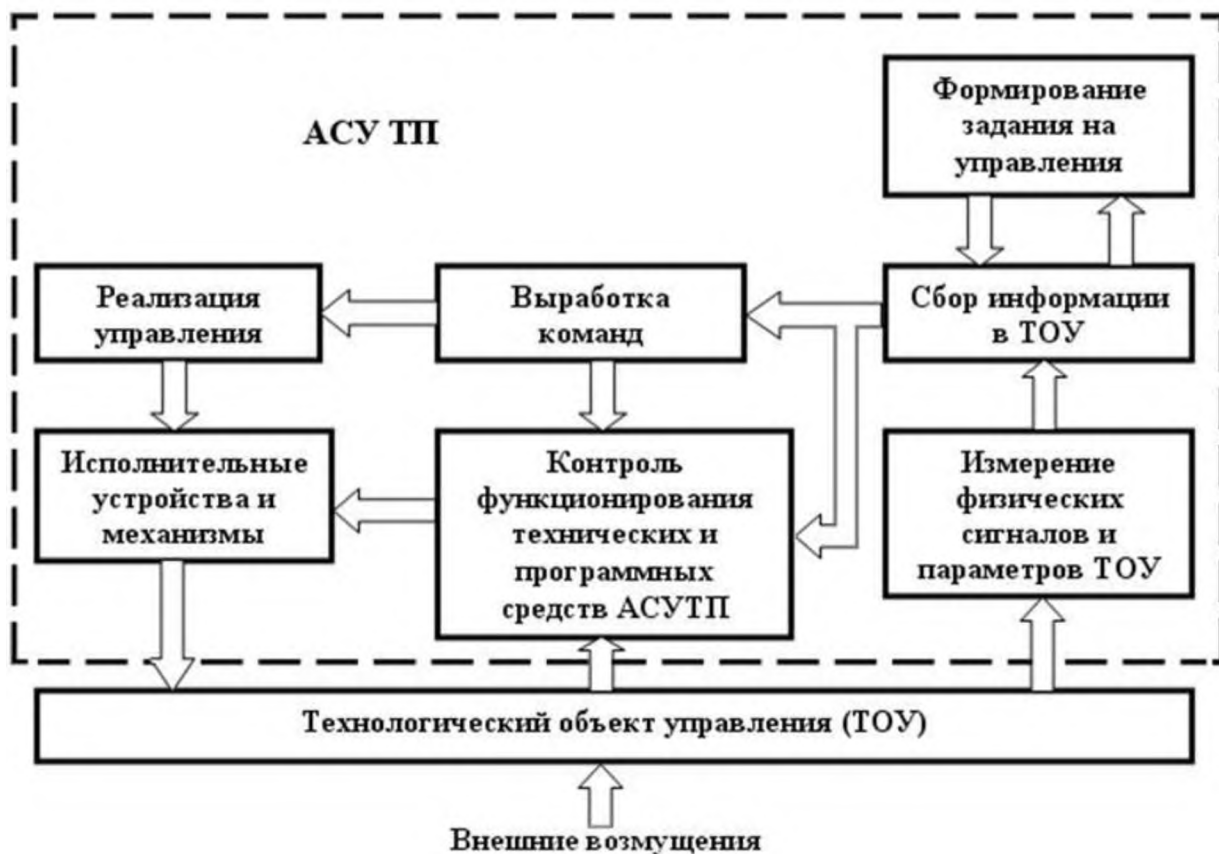 Формирование
задания на
управления
АСУ ТП
Реализация
управления
Выработка
команд
Сбор информации
в ТОУ
Исполнительные
устройства и
механизмы
Контроль
функционирования
технических и
программных
средств АСУТП
Измерение
физических
сигналов и
параметров ТОУ
Технологический объект управления (ТОУ)
Внешние возмущения